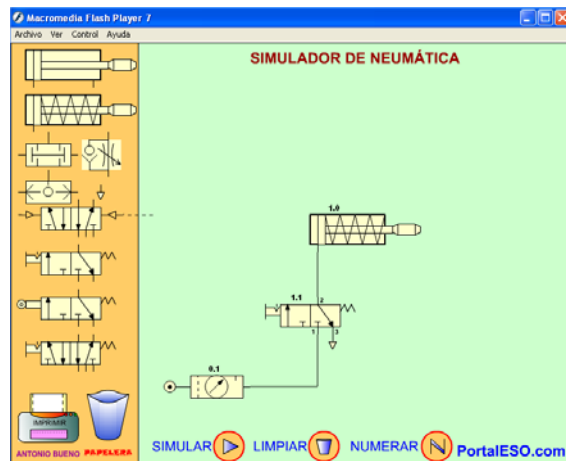 Macromedia Flash Player 7
Archivo Ver Control Ayuda
SIMULADOR DE NEUMÁTICA
1.0
1.1
2
1
3
0.1
IMPRIMIR
ANTONIO BUENO
PAPELERA
SIMULAR
LIMPIAR
NUMERAR
N
PortalESO.com